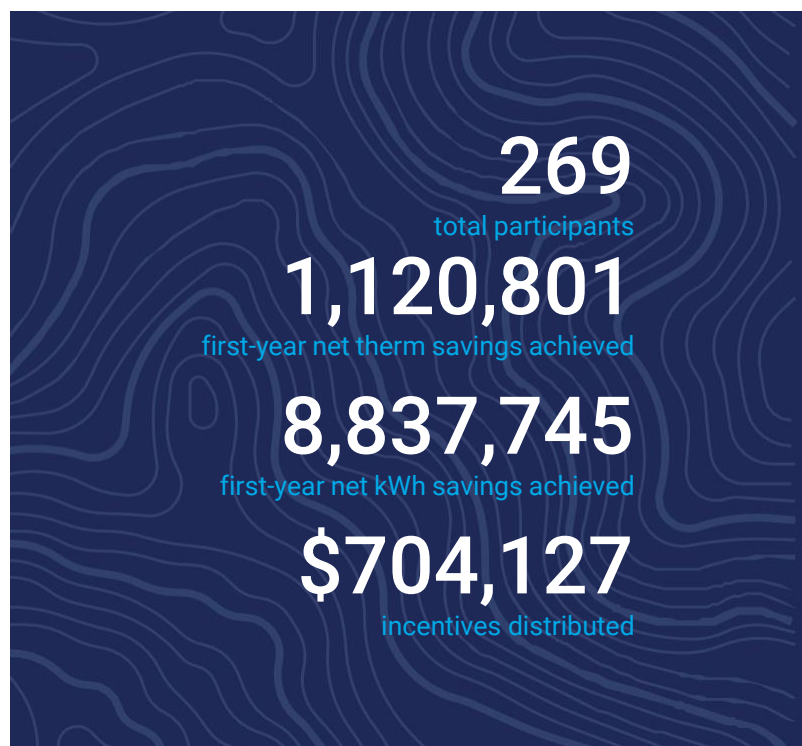 269
total participants
1,120,801
first-year net therm savings achieved
8,837,745
first-year net kWh savings achieved
$704,127
incentives distributed